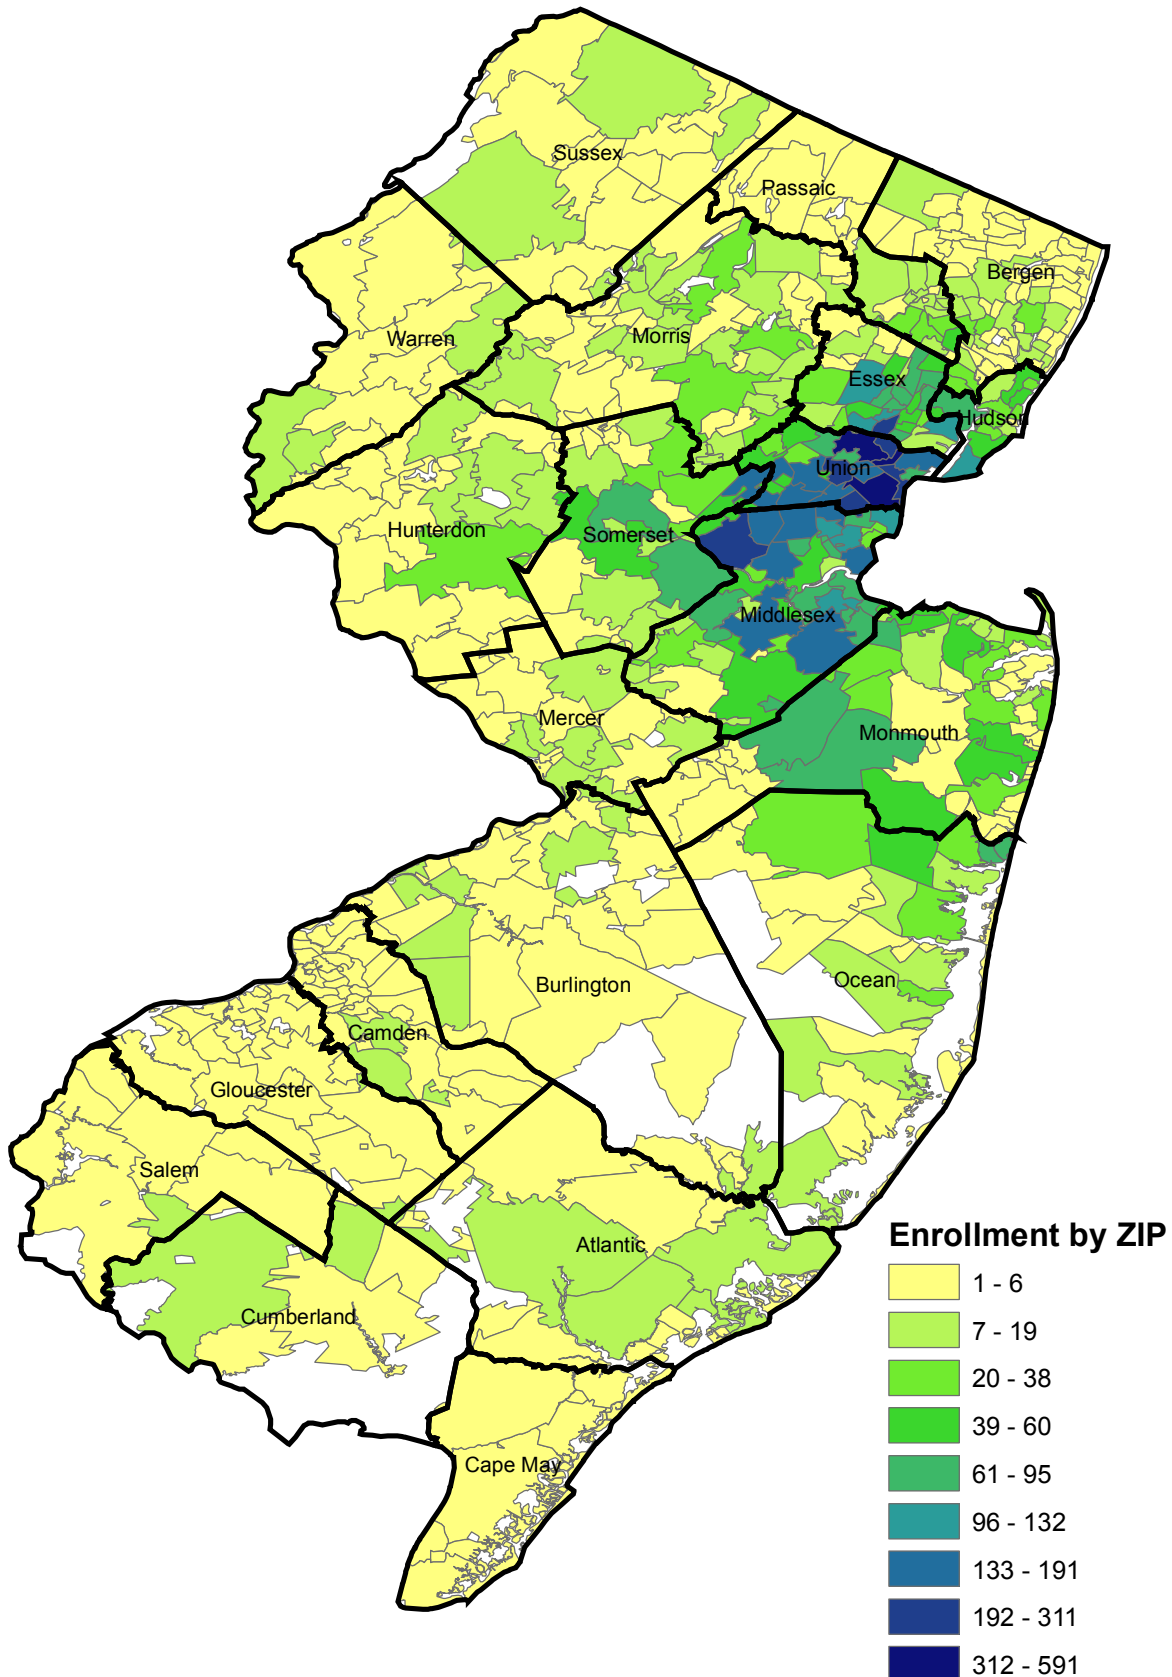 Sussex
Passaic
Bergen
Warren
Morris
Essex
Hudson
Union
Hunterdon
Somerset
Middlesex
Mercer
Monmouth
Burlington
Ocean
Camden
Gloucester
Salem
Atlantic
Cumberland
Cape May
Enrollment by ZIP
1 - 6
7 - 19
20 - 38
39 - 60
61 - 95
96 - 132
133 - 191
192 - 311
312 - 591